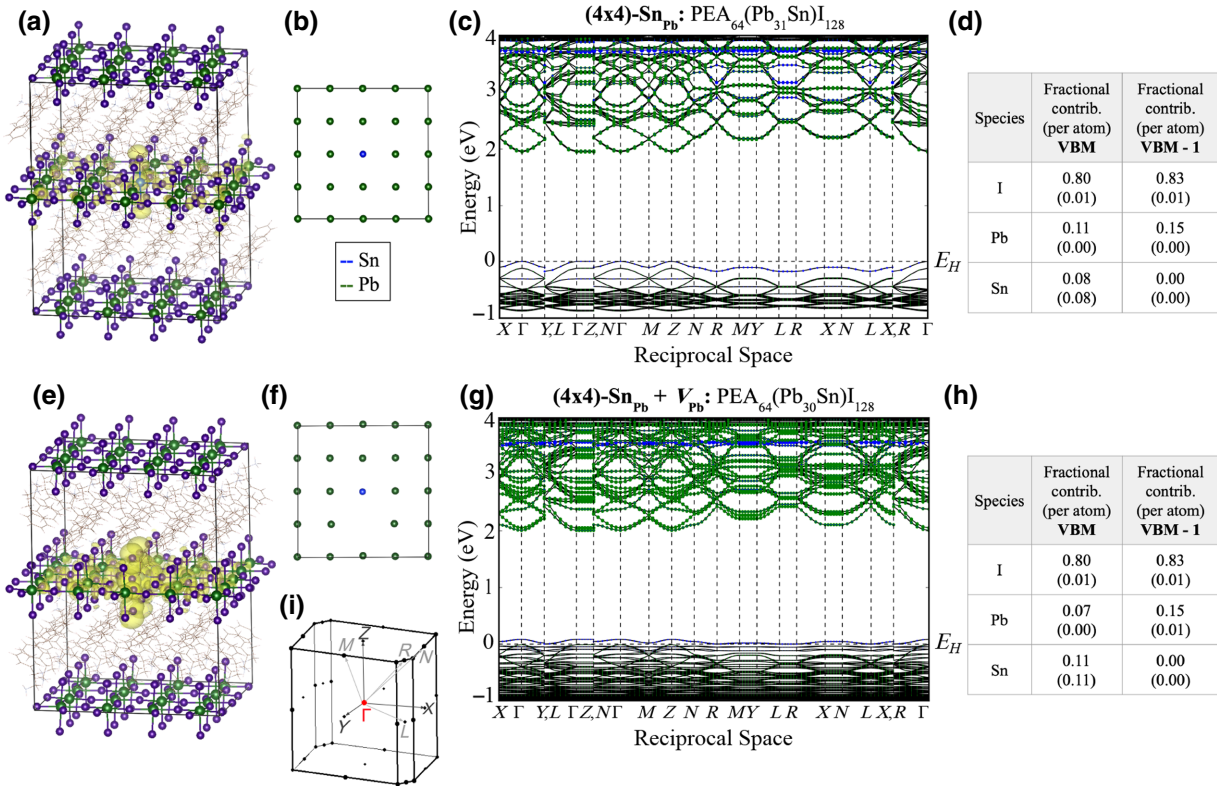 (a)
(b)
Sn
Pb
(c)
(4x4)-Sn_Pb: PEA_64(Pb_31Sn)I_128
4
3
2
1
0
−1
Energy (eV)
E_H
X Γ Y,L Γ Z,NΓ M Z N R MY L R X N L X,R Γ
Reciprocal Space
(d)
Species
Fractional contrib. (per atom) VBM
Fractional contrib. (per atom) VBM - 1
I
0.80 (0.01)
0.83 (0.01)
Pb
0.11 (0.00)
0.15 (0.00)
Sn
0.08 (0.08)
0.00 (0.00)
(e)
(f)
(g)
(4x4)-Sn_Pb + V_Pb: PEA_64(Pb_30Sn)I_128
4
3
2
1
0
−1
Energy (eV)
E_H
X Γ Y,L Γ Z,NΓ M Z N R MY L R X N L X,R Γ
Reciprocal Space
(h)
Species
Fractional contrib. (per atom) VBM
Fractional contrib. (per atom) VBM - 1
I
0.80 (0.01)
0.83 (0.01)
Pb
0.07 (0.00)
0.15 (0.01)
Sn
0.11 (0.11)
0.00 (0.00)
(i)
Z
M
R
N
X
Γ
Y
L